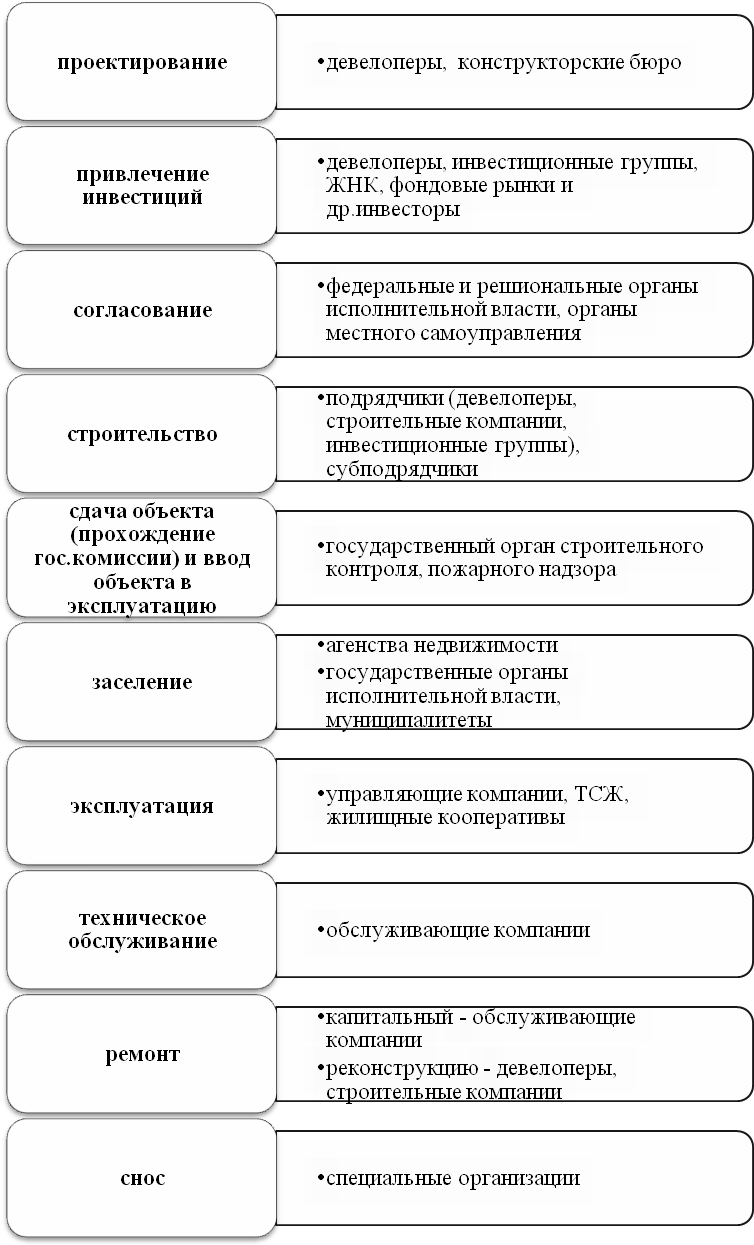 проектирование
•девелоперы, конструкторские бюро
привлечение
инвестиций
•девелоперы, инвестиционные группы,
ЖНК, фондовые рынки и
др.инвесторы
согласование
•федеральные и решиональные органы
исполнительной власти, органы
местного самоуправления
строительство
•подрядчики (девелоперы,
строительные компании,
инвестиционные группы),
субподрядчики
сдача объекта
(прохождение
гос.комиссии) и ввод
объекта в
эксплуатацию
•государственный орган строительного
контроля, пожарного надзора
заселение
•агенства недвижимости
•государственные органы
исполнительной власти,
муниципалитеты
эксплуатация
•управляющие компании, ТСЖ,
жилищные кооперативы
техническое
обслуживание
•обслуживающие компании
ремонт
•капитальный - обслуживающие
компании
•реконструкцию - девелоперы,
строительные компании
снос
•специальные организации